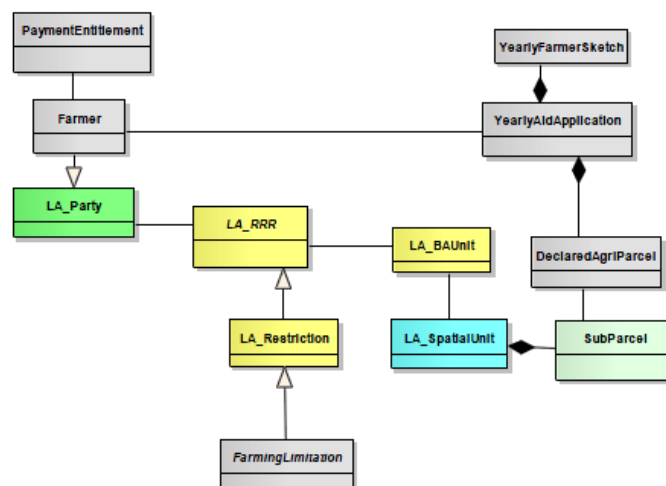 PaymentEntitlement
YearlyFarmerSketch
Farmer
YearlyAidApplication
LA_Party
LA_RRR
LA_BAUnit
DeclaredAgriParcel
LA_Restriction
LA_SpatialUnit
SubParcel
FarmingLimitation